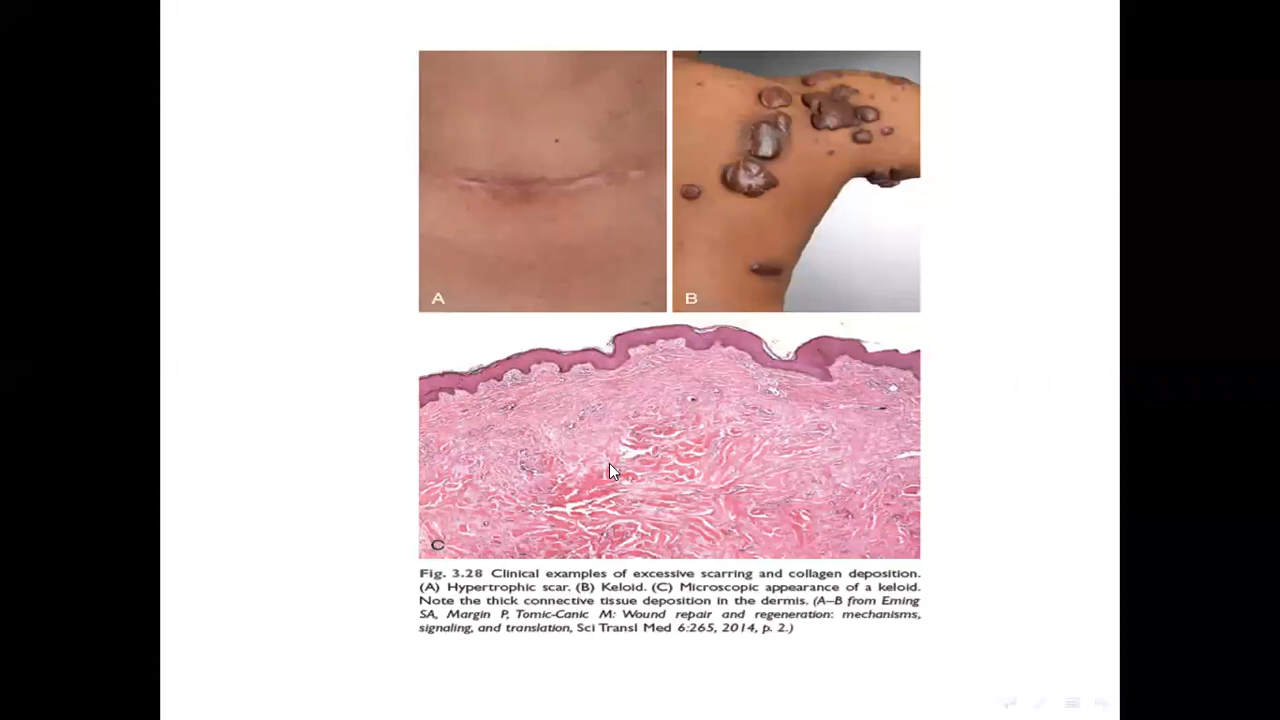 A
B
C
Fig. 3.28 Clinical examples of excessive scarring and collagen deposition.
(A) Hypertrophic scar. (B) Keloid. (C) Microscopic appearance of a keloid.
Note the thick connective tissue deposition in the dermis. (A–B from Eming
SA, Margin P, Tomic-Canic M: Wound repair and regeneration: mechanisms,
signaling, and translation, Sci Transl Med 6:265, 2014, p. 2.)